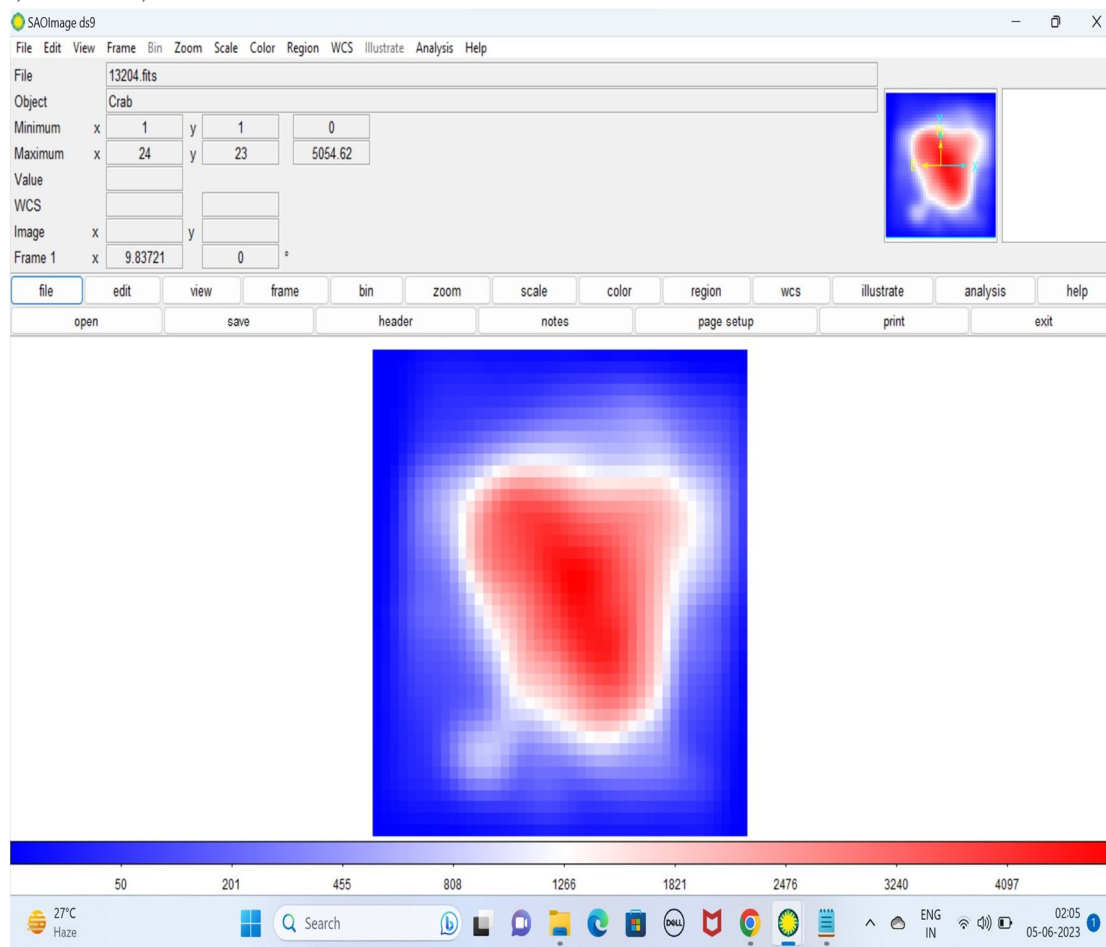 SAOImage ds9
File Edit View Frame Bin Zoom Scale Color Region WCS Illustrate Analysis Help
File 13204.fits
Object Crab
Minimum x 1 y 1 0
Maximum x 24 y 23 5054.62
Value
WCS
Image x y
Frame 1 x 9.83721 0 °
file edit view frame bin zoom scale color region wcs illustrate analysis help
open save header notes page setup print exit
50 201 455 808 1266 1821 2476 3240 4097
27°C Search DELL ENG 02:05
Haze IN 05-06-2023 1